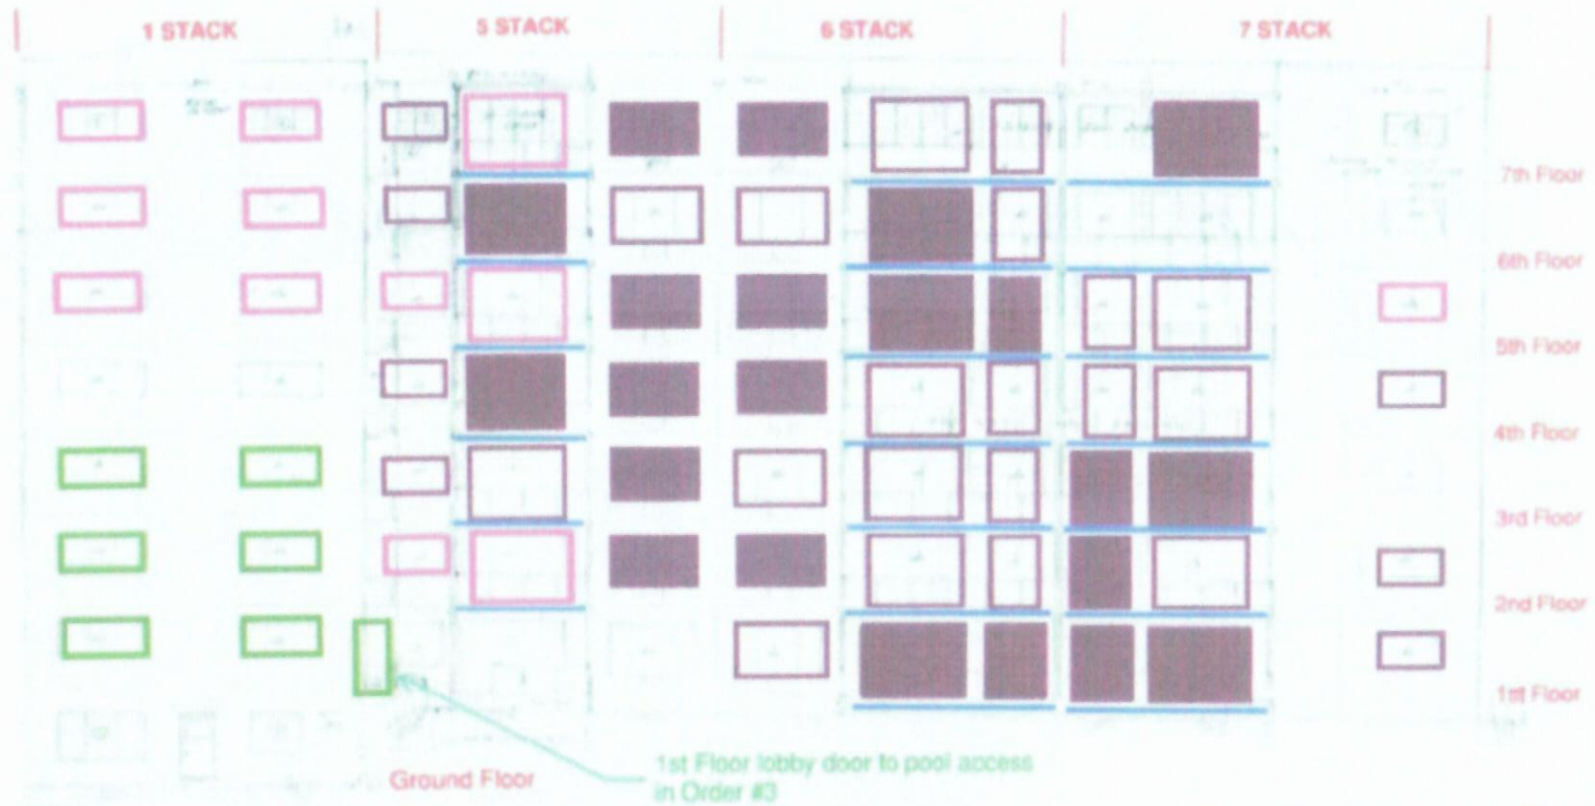 1 STACK
5 STACK
6 STACK
7 STACK
7th Floor
6th Floor
5th Floor
4th Floor
3rd Floor
2nd Floor
1st Floor
Ground Floor
1st Floor lobby door to pool access
in Order #3